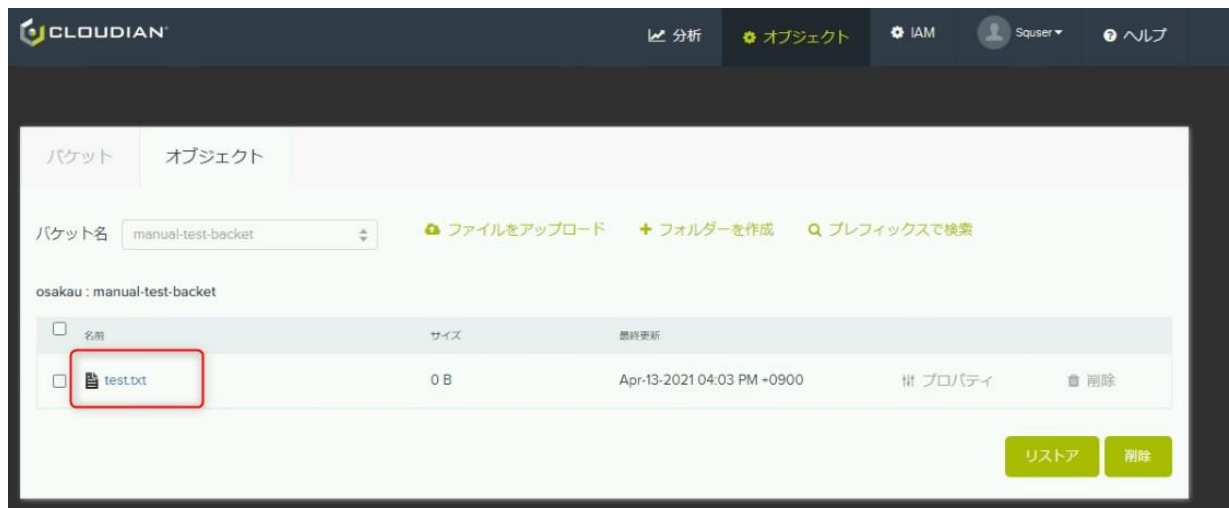 CLOUDIAN 分析 オブジェクト IAM Squser ヘルプ
バケット オブジェクト
バケット名 manual-test-backet ファイルをアップロード フォルダーを作成 プレフィックスで検索
osakau : manual-test-backet
名前 サイズ 最終更新
test.txt 0 B Apr-13-2021 04:03 PM +0900 プロパティ 削除
リストア 削除